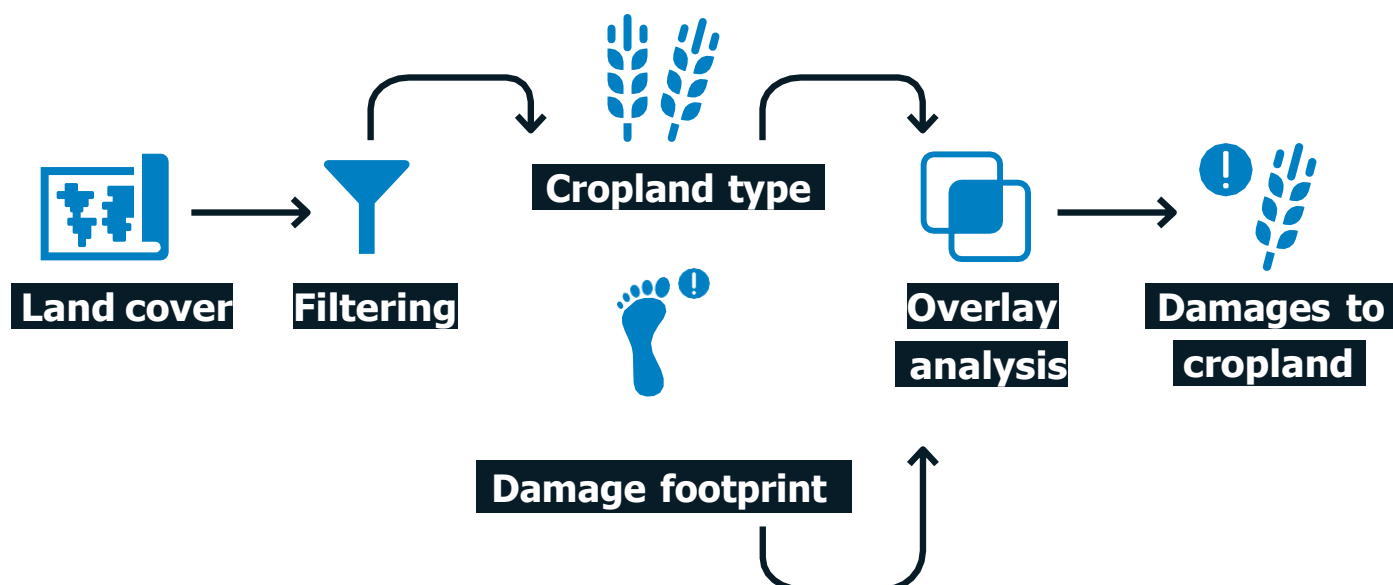 Cropland type
Land cover
Filtering
Overlay
analysis
Damages to
cropland
Damage footprint